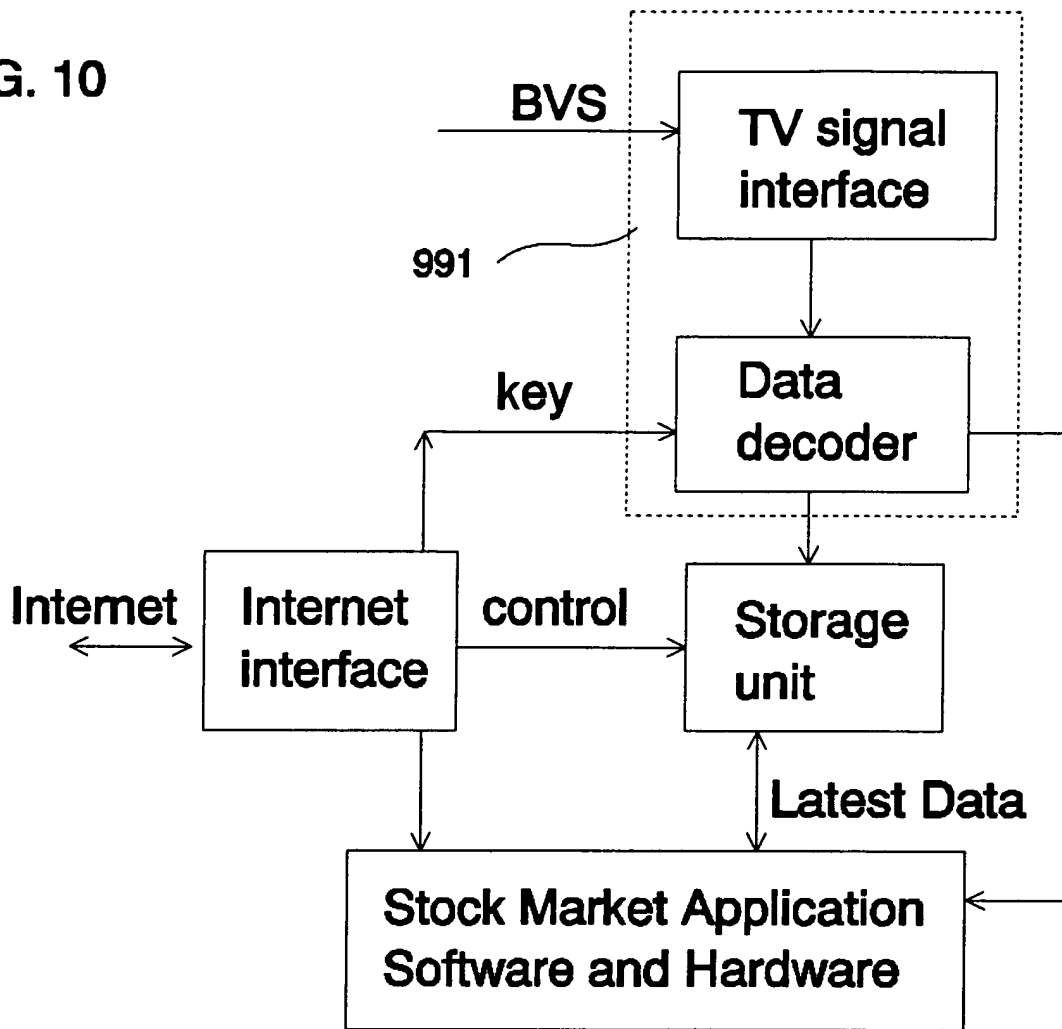 G. 10
BVS
TV signal
interface
991
key
Data
decoder
Internet
Internet
interface
control
Storage
unit
Latest Data
Stock Market Application
Software and Hardware